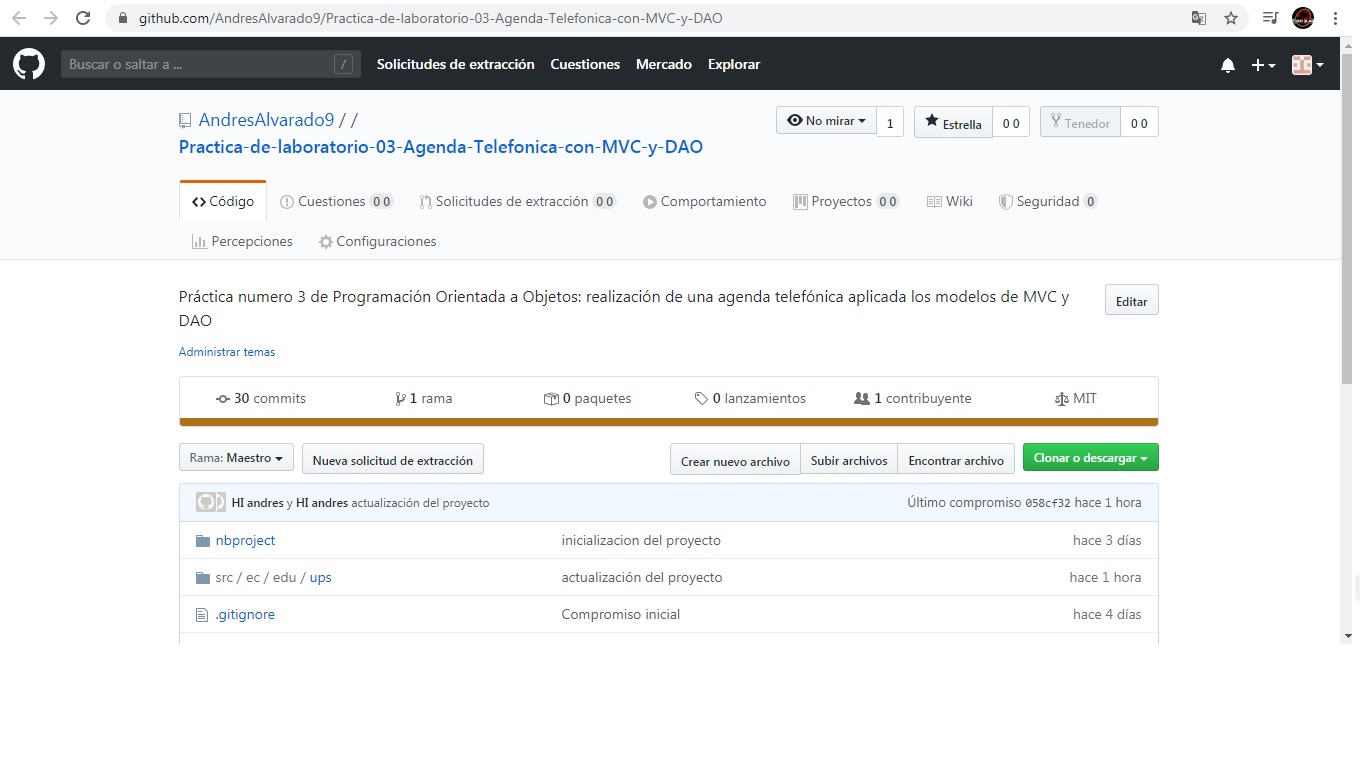 github.com/AndresAlvarado9/Practica-de-laboratorio-03-Agenda-Telefonica-con-MVC-y-DAO
Buscar o saltar a ... / Solicitudes de extracción Cuestiones Mercado Explorar
AndresAlvarado9 / / No mirar 1 Estrella 0 0 Tenedor 0 0
Practica-de-laboratorio-03-Agenda-Telefonica-con-MVC-y-DAO
Código Cuestiones 0 0 Solicitudes de extracción 0 0 Comportamiento Proyectos 0 0 Wiki Seguridad 0
Percepciones Configuraciones
Práctica numero 3 de Programación Orientada a Objetos: realización de una agenda telefónica aplicada los modelos de MVC y
DAO
Editar
Administrar temas
30 commits 1 rama 0 paquetes 0 lanzamientos 1 contribuyente MIT
Rama: Maestro Nueva solicitud de extracción Crear nuevo archivo Subir archivos Encontrar archivo Clonar o descargar
HI andres y HI andres actualización del proyecto Último compromiso 058cf32 hace 1 hora
nbproject inicializacion del proyecto hace 3 días
src / ec / edu / ups actualización del proyecto hace 1 hora
.gitignore Compromiso inicial hace 4 días